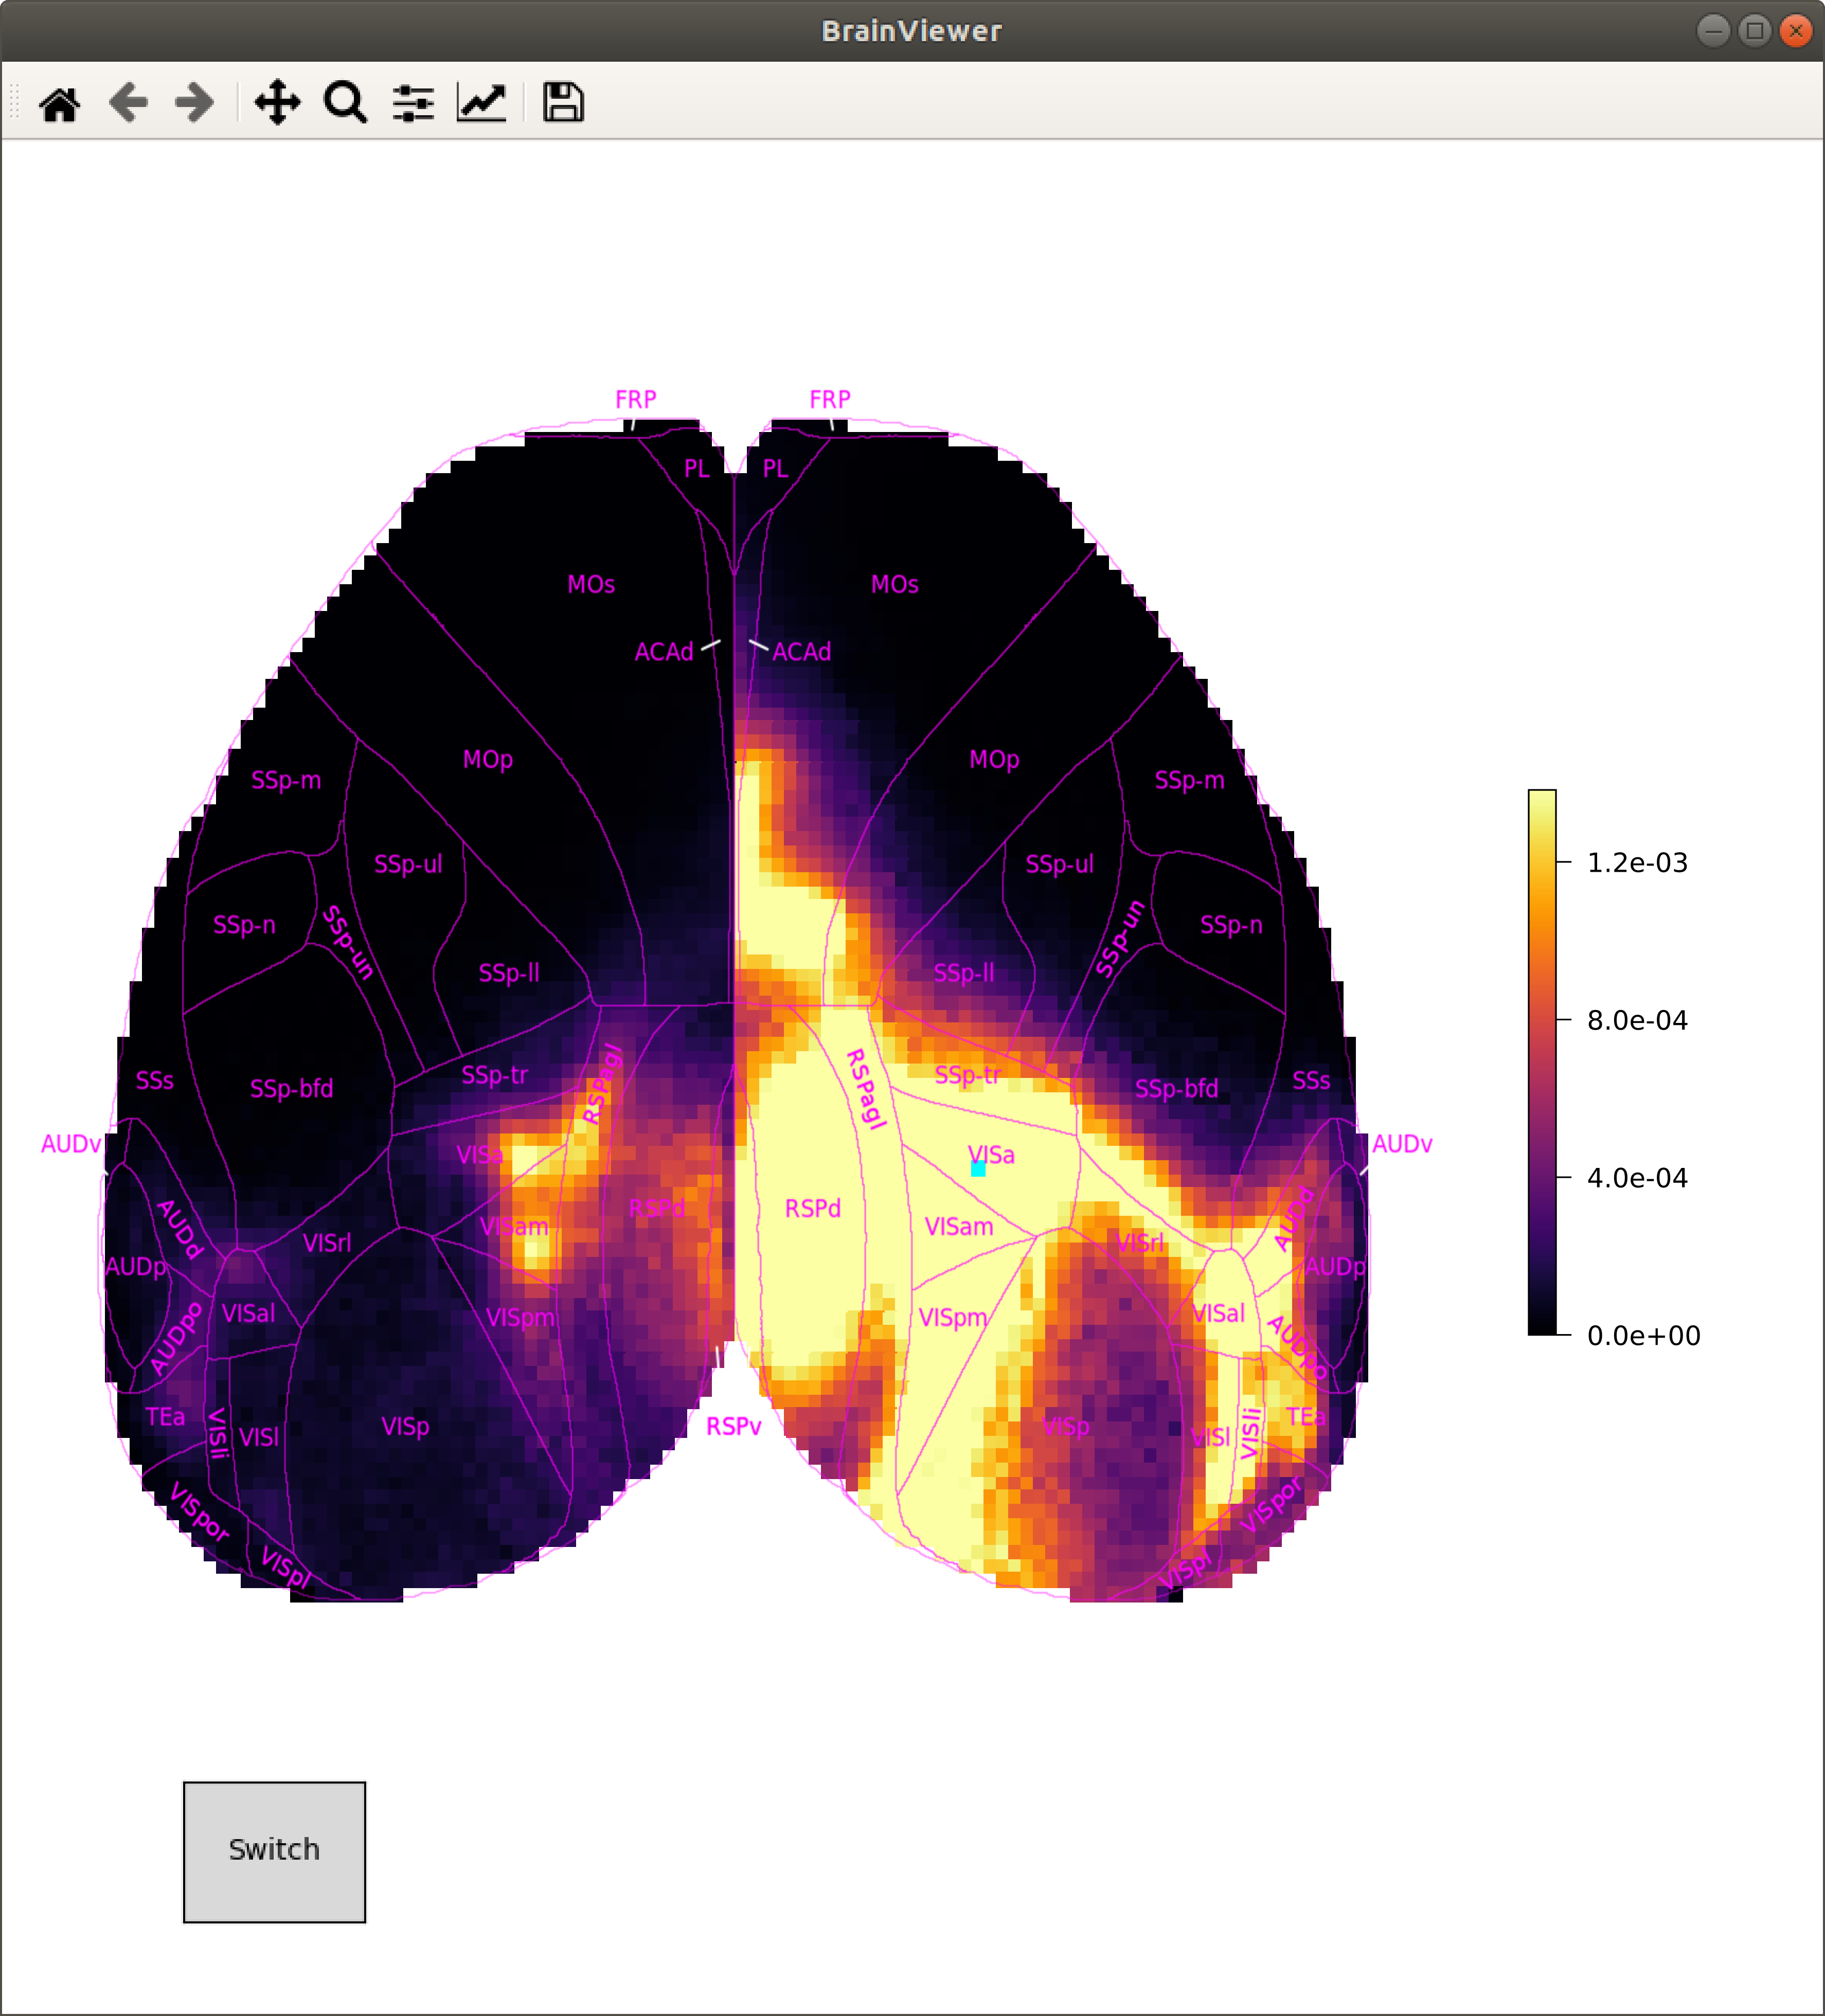 BrainViewer
FRP FRP
PL PL
MOs MOs
ACAd ACAd
MOp MOp
SSp-m SSp-m
SSp-ul SSp-ul
1.2e-03
SSp-n SSp-un SSp-un SSp-n
SSp-ll SSp-ll
8.0e-04
SSs SSp-bfd SSp-tr RSPagl RSPagl SSp-tr SSp-bfd SSs
AUDv VISa VISa AUDv
4.0e-04
AUDd RSPd RSPd AUDd
VISam VISam
AUDp VISrl VISrl AUDp
VISal VISpm VISpm VISal
AUDpo AUDpo
0.0e+00
TEa VISli VISl VISp RSPv VISp VISl VISli TEa
VISpor VISpor
VISpl VISpl
Switch